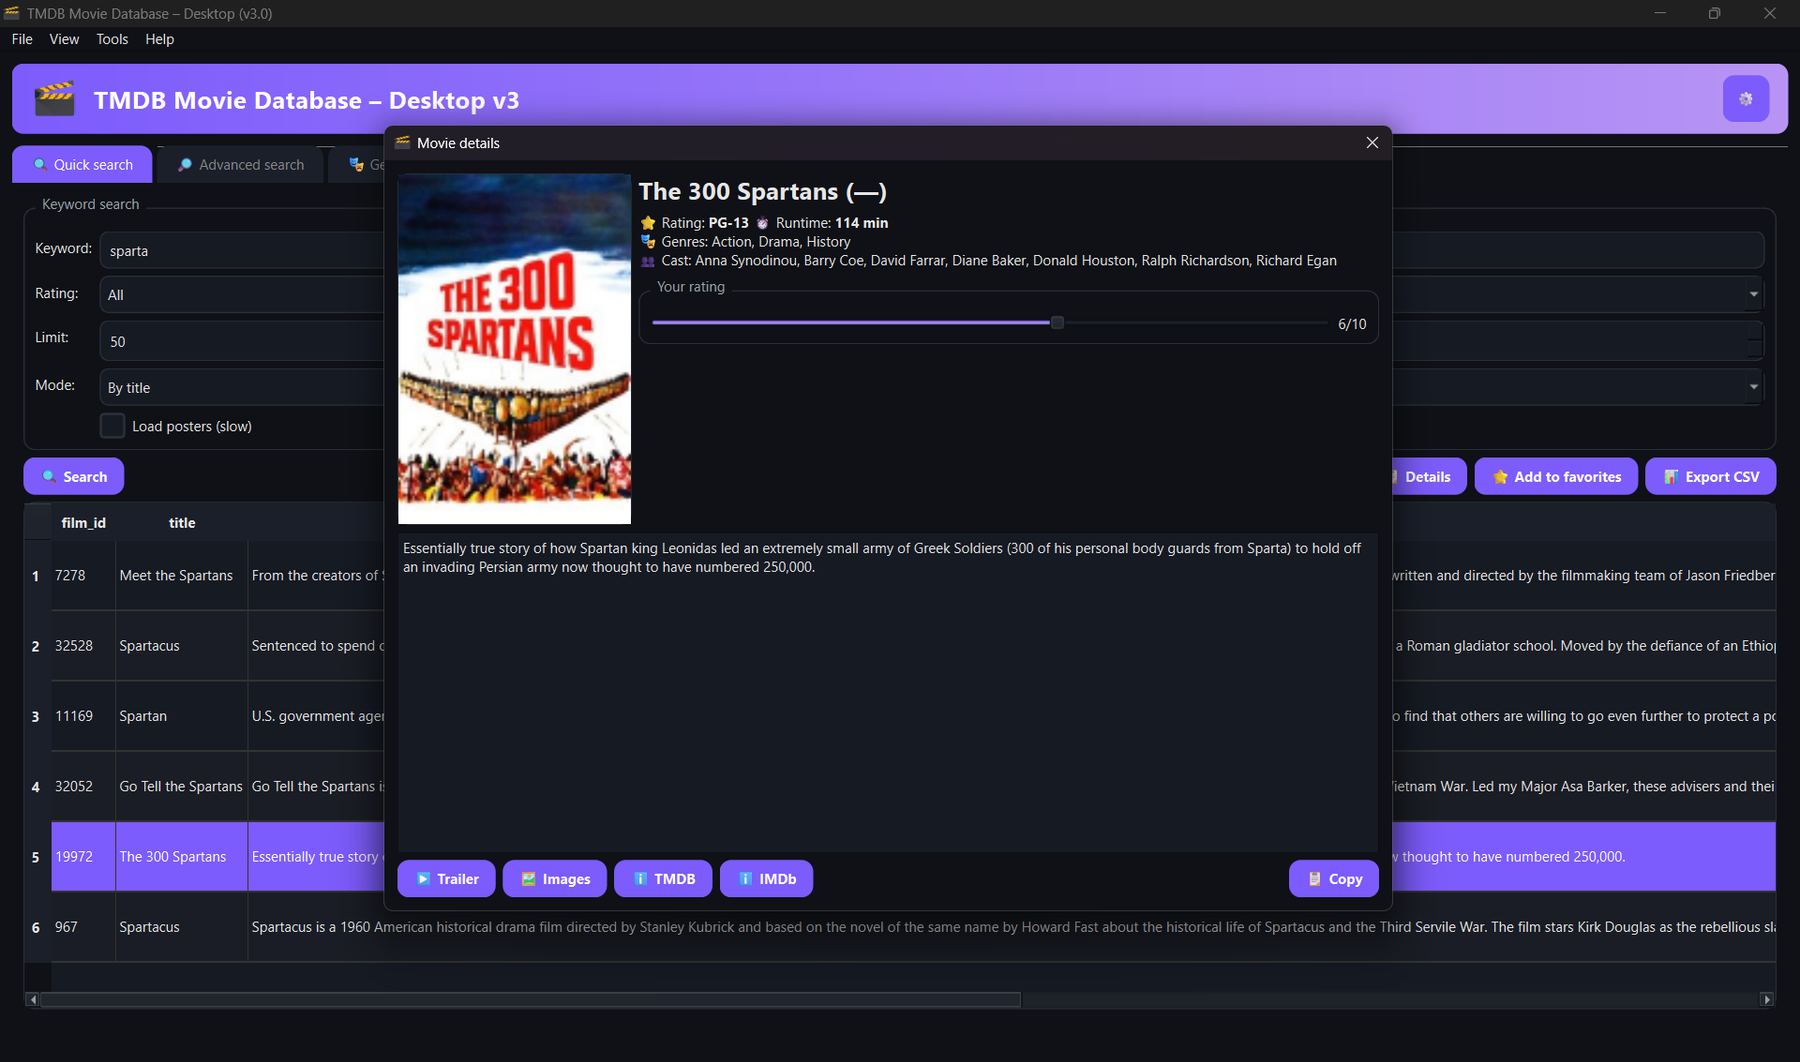 TMDB Movie Database – Desktop (v3.0)
File View Tools Help
TMDB Movie Database – Desktop v3
Quick search
Advanced search
Ge
Keyword search
Keyword: sparta
Rating: All
Limit: 50
Mode: By title
Load posters (slow)
Search
Details
Add to favorites
Export CSV
film_id title
1 7278 Meet the Spartans From the creators of S written and directed by the filmmaking team of Jason Friedber
2 32528 Spartacus Sentenced to spend a Roman gladiator school. Moved by the defiance of an Ethiop
3 11169 Spartan U.S. government agen o find that others are willing to go even further to protect a po
4 32052 Go Tell the Spartans Go Tell the Spartans is ietnam War. Led my Major Asa Barker, these advisers and thei
5 19972 The 300 Spartans Essentially true story w thought to have numbered 250,000.
6 967 Spartacus Spartacus is a 1960 American historical drama film directed by Stanley Kubrick and based on the novel of the same name by Howard Fast about the historical life of Spartacus and the Third Servile War. The film stars Kirk Douglas as the rebellious sla
Movie details
THE 300
SPARTANS
The 300 Spartans (—)
Rating: PG-13 Runtime: 114 min
Genres: Action, Drama, History
Cast: Anna Synodinou, Barry Coe, David Farrar, Diane Baker, Donald Houston, Ralph Richardson, Richard Egan
Your rating
6/10
Essentially true story of how Spartan king Leonidas led an extremely small army of Greek Soldiers (300 of his personal body guards from Sparta) to hold off
an invading Persian army now thought to have numbered 250,000.
Trailer
Images
TMDB
IMDb
Copy